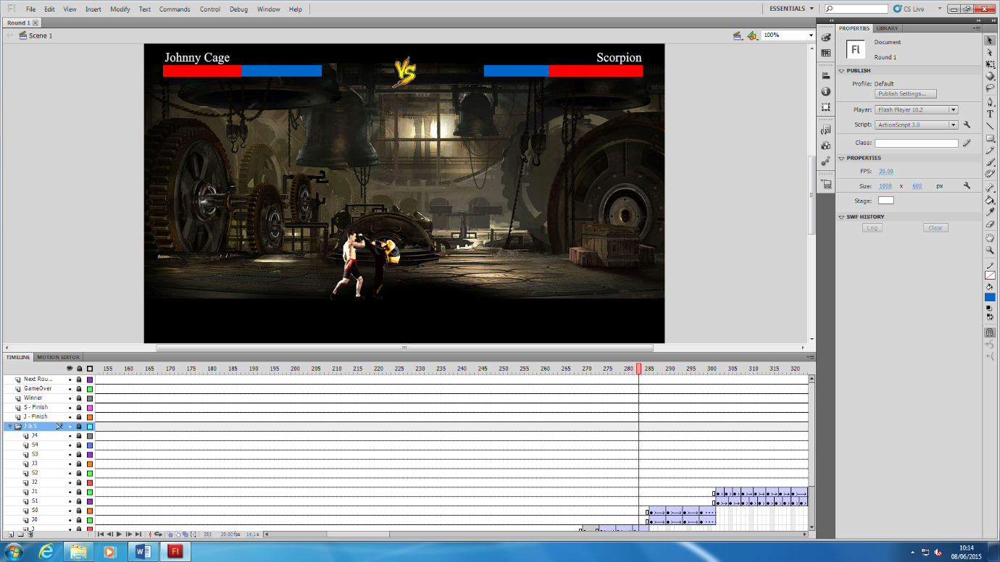 Fl File Edit View Insert Modify Text Commands Control Debug Window Help ESSENTIALS CS Live
Round 1
Scene 1 100%
PROPERTIES LIBRARY
Johnny Cage VS Scorpion
Fl Document
Round 1
PUBLISH
Profile: Default
Publish Settings...
Player: Flash Player 10.2
Script: ActionScript 3.0
Class:
PROPERTIES
FPS: 20.00
Size: 1000 x 600 px
Stage:
SWF HISTORY
Log Clear
TIMELINE MOTION EDITOR
155 160 165 170 175 180 185 190 195 200 205 210 215 220 225 230 235 240 245 250 255 260 265 270 275 280 285 290 295 300 305 310 315 320
Next Rou...
GameOver
Winner
S - Finish
J - Finish
J & S
J4
S4
S3
J3
S2
J2
J1
S1
S0
J0
J
283 20.00fps 14.1 s
W Fl
10:14
08/06/2015